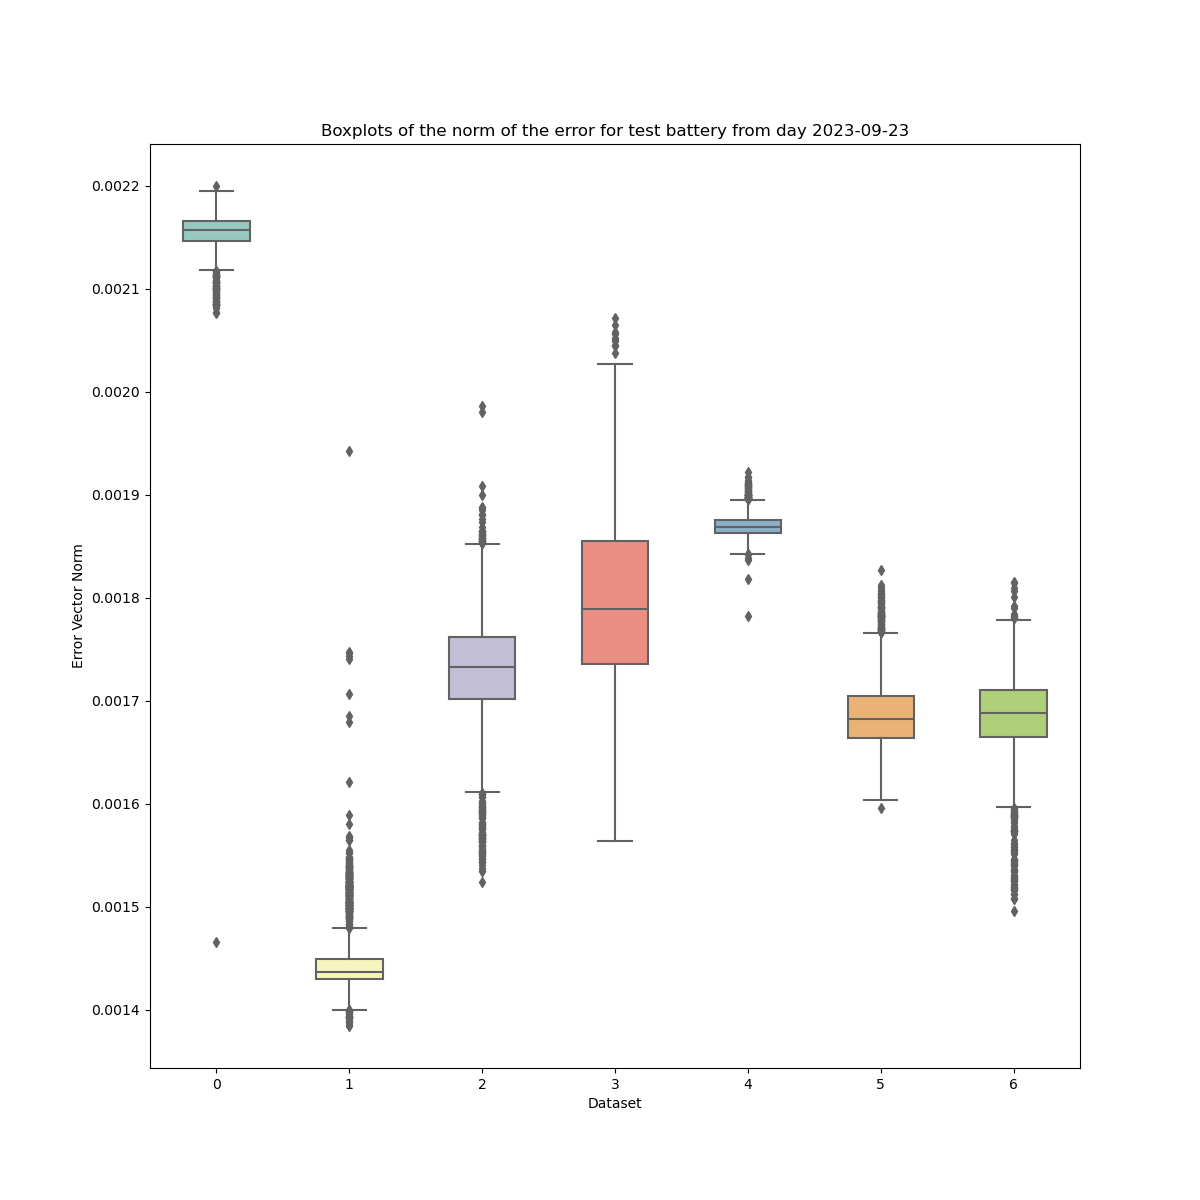 Boxplots of the norm of the error for test battery from day 2023-09-23
0.0022
0.0021
0.0020
0.0019
0.0018
0.0017
0.0016
0.0015
0.0014
Error Vector Norm
0 1 2 3 4 5 6
Dataset